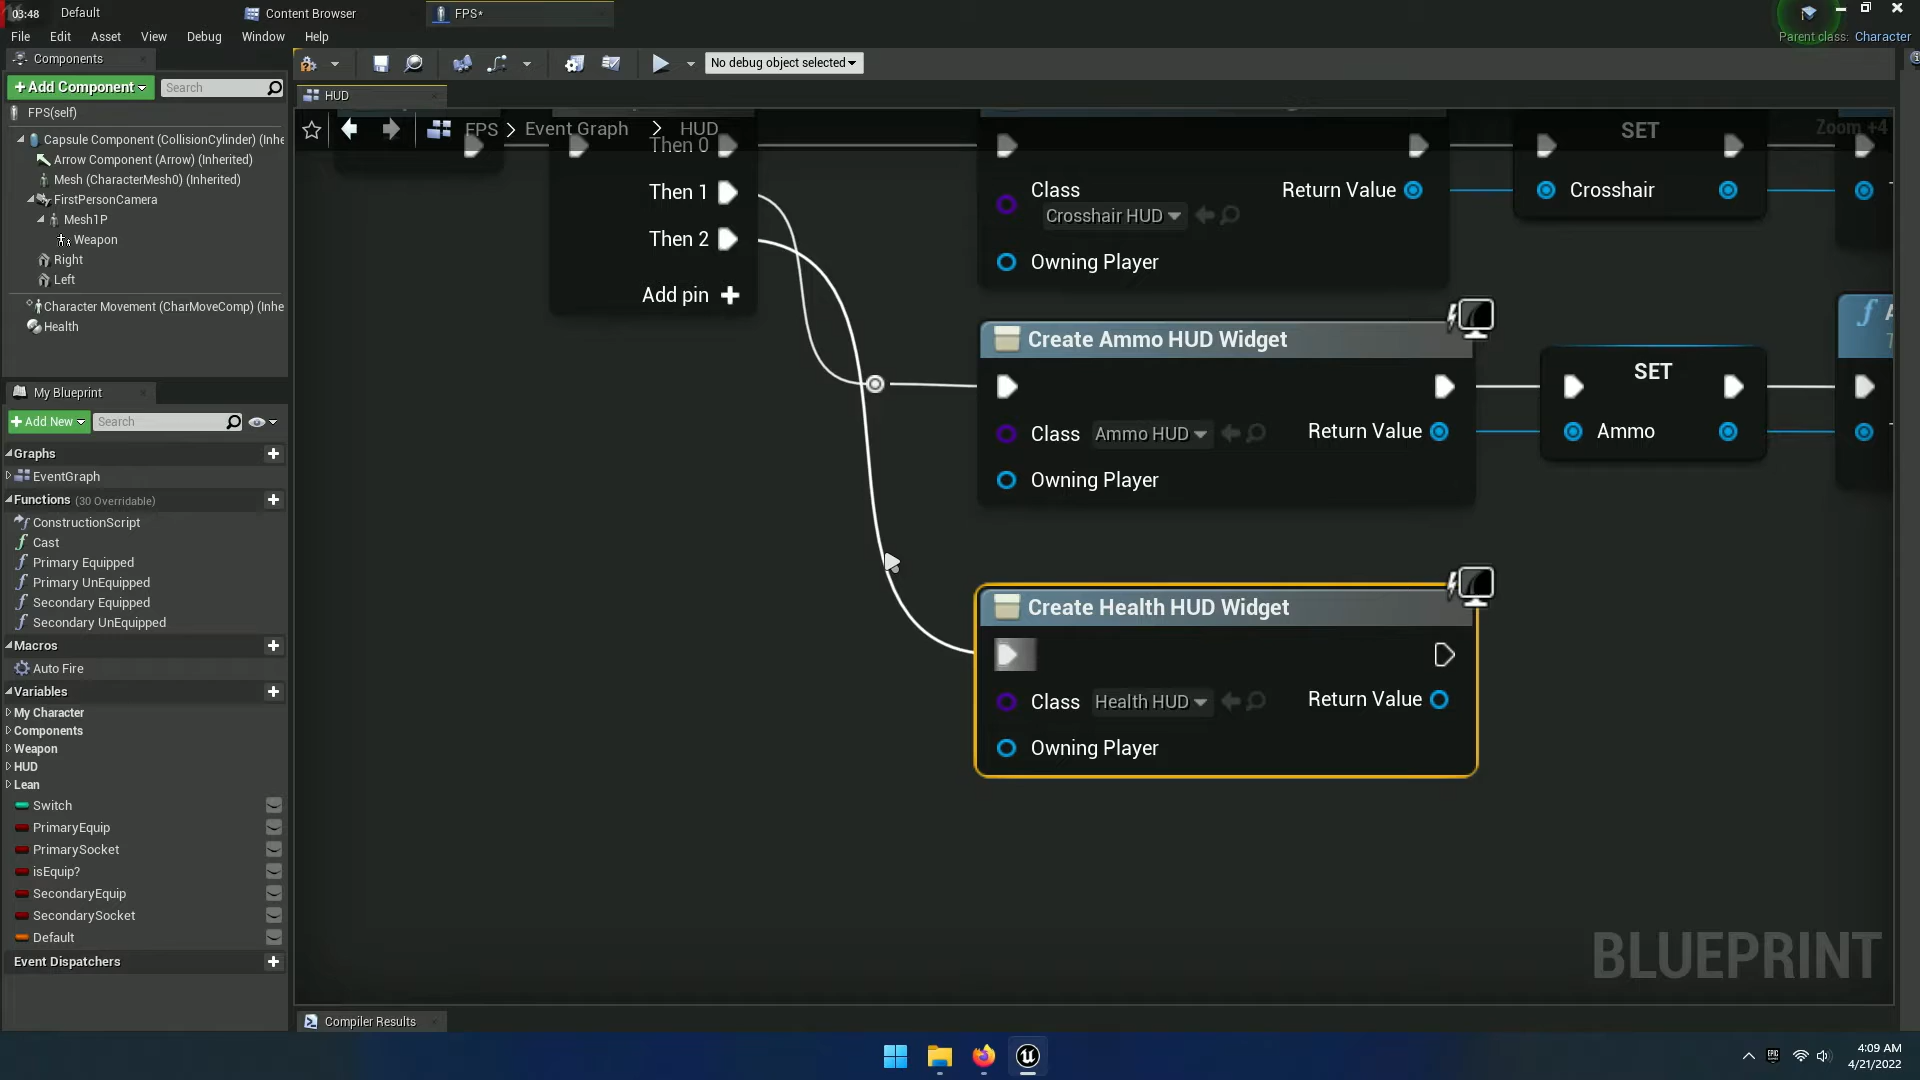 03:48
Default
Content Browser
FPS*
Parent class: Character
File Edit Asset View Debug Window Help
Components
+ Add Component
Search
No debug object selected
FPS(self)
HUD
Capsule Component (CollisionCylinder) (Inhe
Arrow Component (Arrow) (Inherited)
Mesh (CharacterMesh0) (Inherited)
FirstPersonCamera
Mesh1P
Weapon
Right
Left
Character Movement (CharMoveComp) (Inhe
Health
FPS > Event Graph > HUD
Zoom +4
Then 0
Then 1
Then 2
Add pin +
Class
Crosshair HUD
Return Value
Owning Player
SET
Crosshair
Create Ammo HUD Widget
Class Ammo HUD
Return Value
Owning Player
SET
Ammo
Create Health HUD Widget
Class Health HUD
Return Value
Owning Player
BLUEPRINT
My Blueprint
+ Add New
Search
Graphs
EventGraph
Functions (30 Overridable)
ConstructionScript
Cast
Primary Equipped
Primary UnEquipped
Secondary Equipped
Secondary UnEquipped
Macros
Auto Fire
Variables
My Character
Components
Weapon
HUD
Lean
Switch
PrimaryEquip
PrimarySocket
isEquip?
SecondaryEquip
SecondarySocket
Default
Event Dispatchers
Compiler Results
4:09 AM
4/21/2022